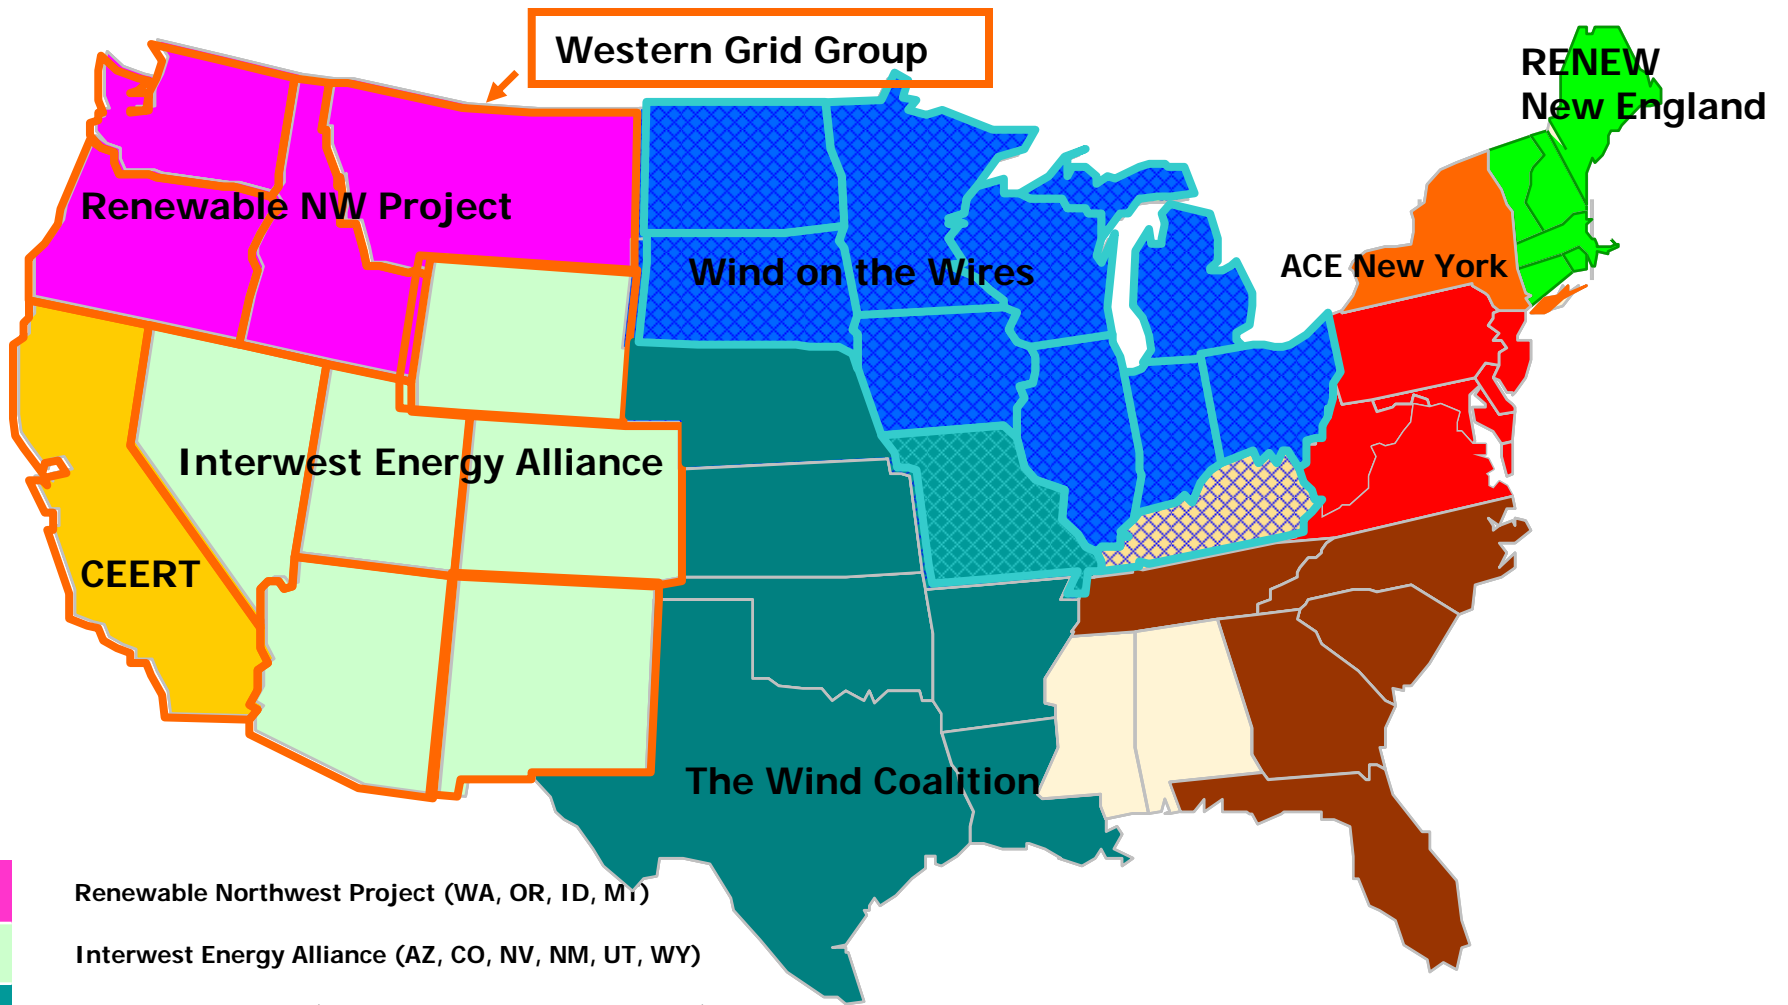 Western Grid Group
RENEW
New England
Renewable NW Project
Wind on the Wires
ACE New York
Interwest Energy Alliance
CEERT
The Wind Coalition
Renewable Northwest Project (WA, OR, ID, MT)
Interwest Energy Alliance (AZ, CO, NV, NM, UT, WY)